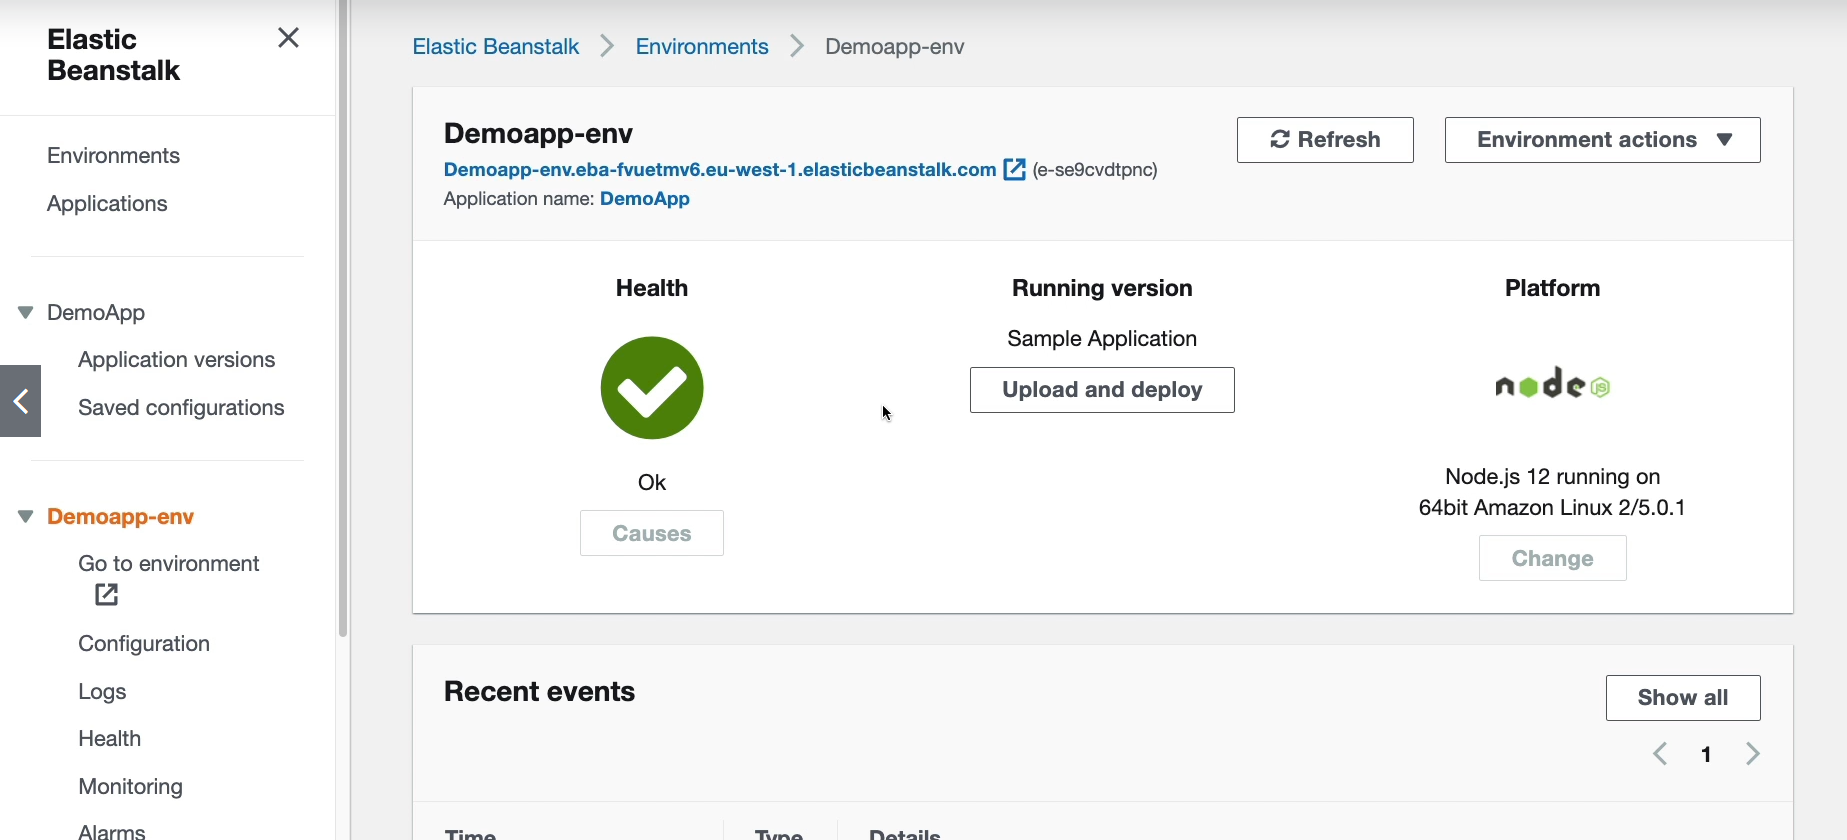 Elastic
Beanstalk
Environments
Applications
DemoApp
Application versions
Saved configurations
Demoapp-env
Go to environment
Configuration
Logs
Health
Monitoring
Alarms
Elastic Beanstalk
Environments
Demoapp-env
Demoapp-env
Demoapp-env.eba-fvuetmv6.eu-west-1.elasticbeanstalk.com (e-se9cvdtpnc)
Application name: DemoApp
Refresh
Environment actions
Health
Ok
Causes
Running version
Sample Application
Upload and deploy
Platform
node JS
Node.js 12 running on
64bit Amazon Linux 2/5.0.1
Change
Recent events
Show all
1
Time
Type
Details